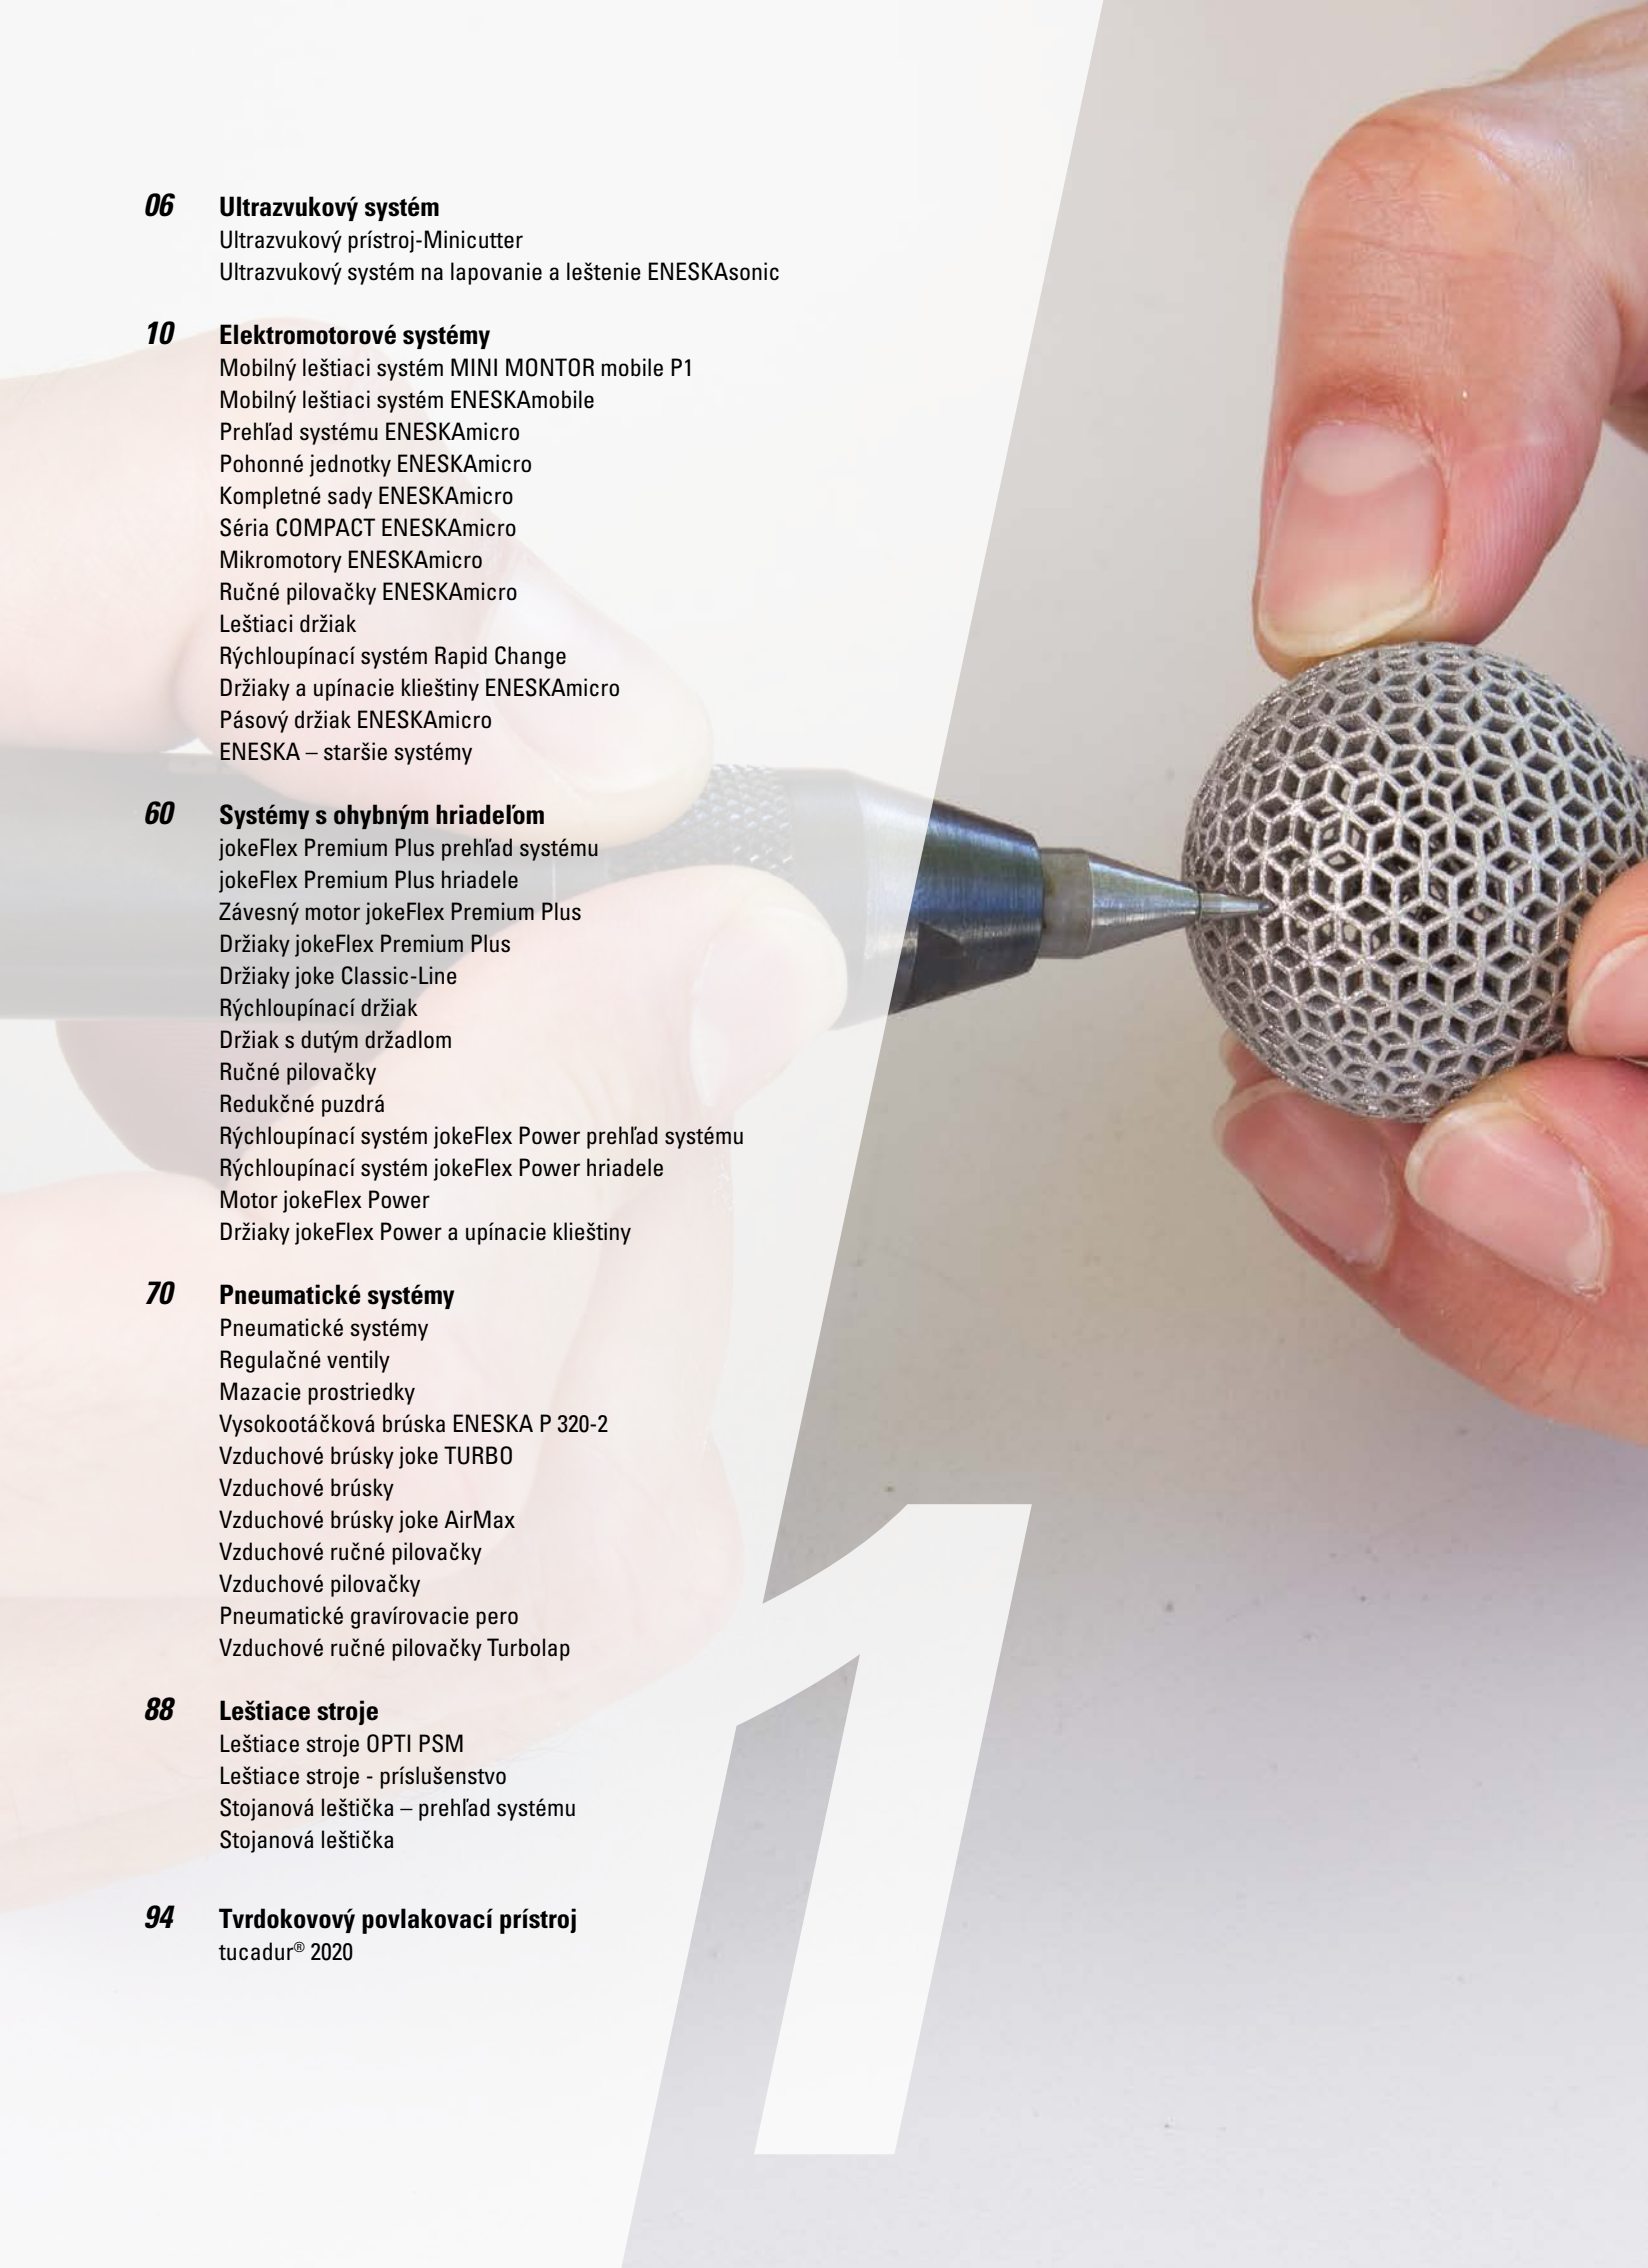 06 Ultrazvukový systém
Ultrazvukový prístroj-Minicutter
Ultrazvukový systém na lapovanie a leštenie ENESKAsonic
10 Elektromotorové systémy
Mobilný leštiaci systém MINI MONTOR mobile P1
Mobilný leštiaci systém ENESKAmobile
Prehľad systému ENESKAmicro
Pohonné jednotky ENESKAmicro
Kompletné sady ENESKAmicro
Séria COMPACT ENESKAmicro
Mikromotory ENESKAmicro
Ručné pilovačky ENESKAmicro
Leštiaci držiak
Rýchloupínací systém Rapid Change
Držiaky a upínacie klieštiny ENESKAmicro
Pásový držiak ENESKAmicro
ENESKA – staršie systémy
60 Systémy s ohybným hriadeľom
jokeFlex Premium Plus prehľad systému
jokeFlex Premium Plus hriadele
Závesný motor jokeFlex Premium Plus
Držiaky jokeFlex Premium Plus
Držiaky joke Classic-Line
Rýchloupínací držiak
Držiak s dutým držadlom
Ručné pilovačky
Redukčné puzdrá
Rýchloupínací systém jokeFlex Power prehľad systému
Rýchloupínací systém jokeFlex Power hriadele
Motor jokeFlex Power
Držiaky jokeFlex Power a upínacie klieštiny
70 Pneumatické systémy
Pneumatické systémy
Regulačné ventily
Mazacie prostriedky
Vysokootáčková brúska ENESKA P 320-2
Vzduchové brúsky joke TURBO
Vzduchové brúsky
Vzduchové brúsky joke AirMax
Vzduchové ručné pilovačky
Vzduchové pilovačky
Pneumatické gravírovacie pero
Vzduchové ručné pilovačky Turbolap
88 Leštiace stroje
Leštiace stroje OPTI PSM
Leštiace stroje - príslušenstvo
Stojanová leštička – prehľad systému
Stojanová leštička
94 Tvrdokovový povlakovací prístroj
tucadur® 2020
1